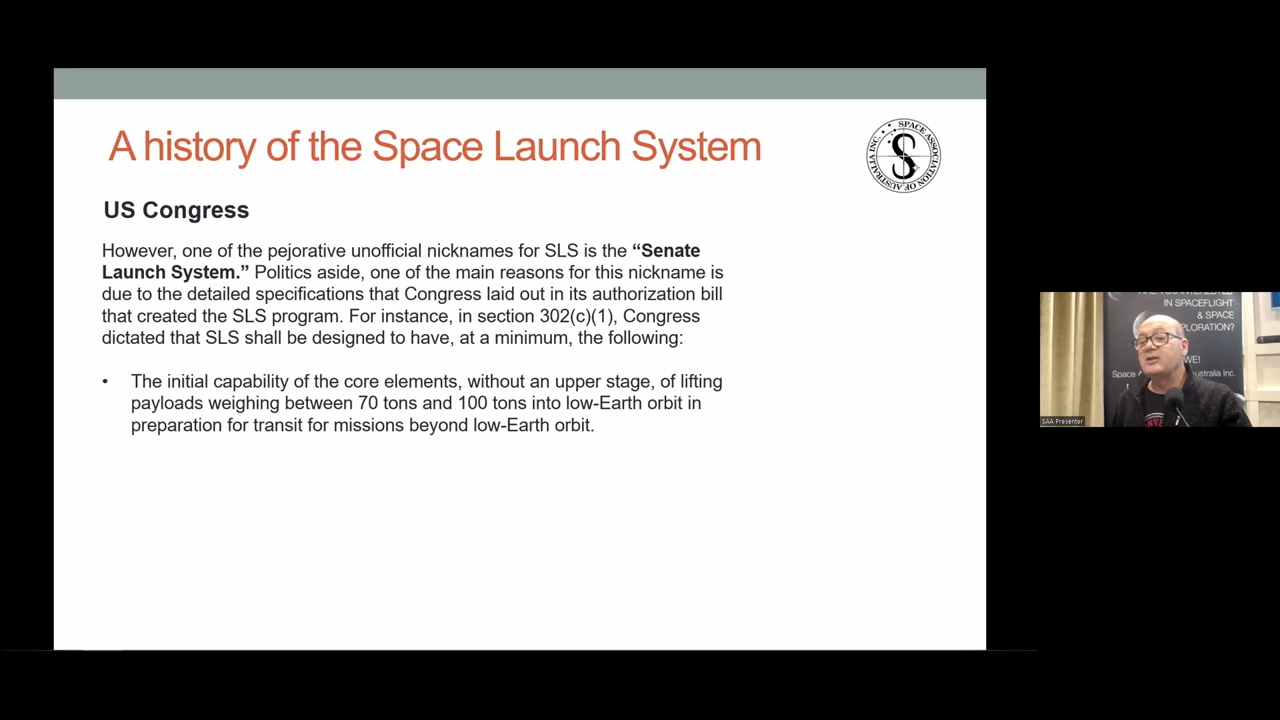 A history of the Space Launch System
SPACE ASSOCIATION OF AUSTRALIA INC.
S
US Congress
However, one of the pejorative unofficial nicknames for SLS is the “Senate
Launch System.” Politics aside, one of the main reasons for this nickname is
due to the detailed specifications that Congress laid out in its authorization bill
that created the SLS program. For instance, in section 302(c)(1), Congress
dictated that SLS shall be designed to have, at a minimum, the following:
• The initial capability of the core elements, without an upper stage, of lifting
payloads weighing between 70 tons and 100 tons into low-Earth orbit in
preparation for transit for missions beyond low-Earth orbit.
IN SPACEFLIGHT
& SPACE
PLORATION?
WE!
Space
ustralia Inc.
SAA Presenter